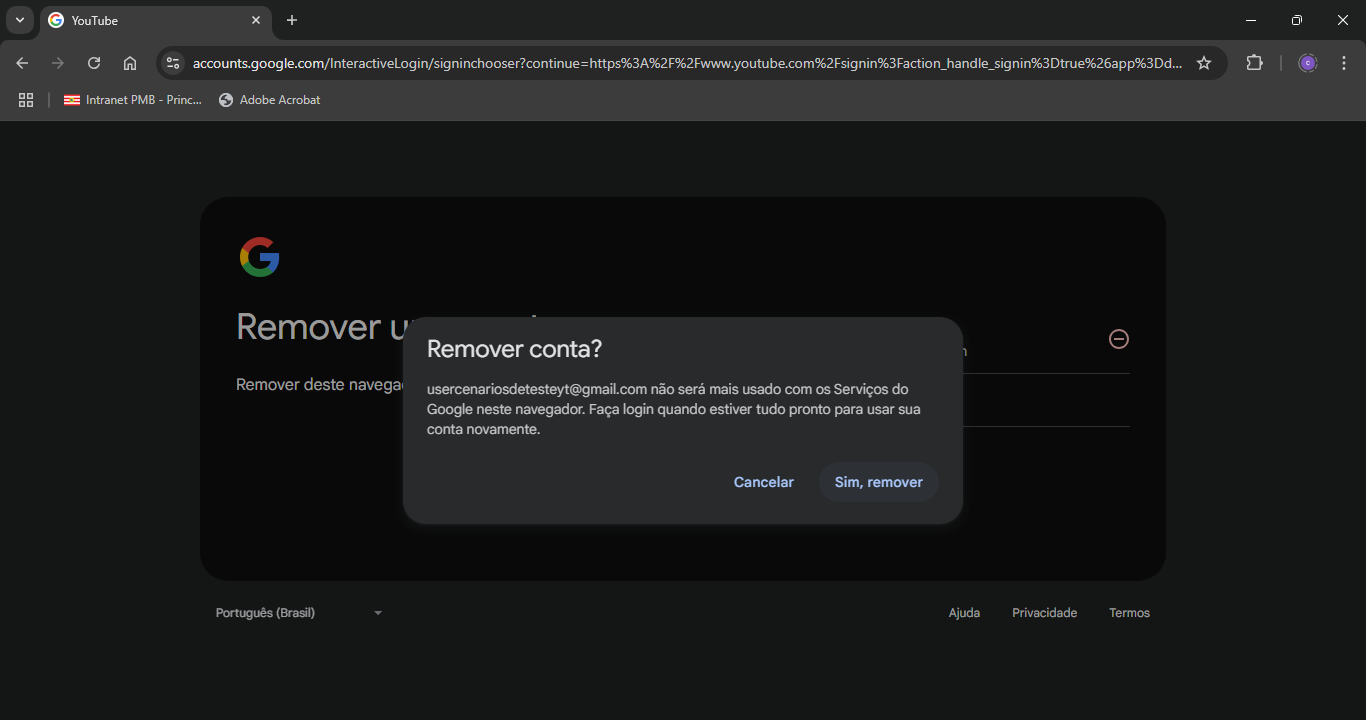 YouTube
accounts.google.com/InteractiveLogin/signinchooser?continue=https%3A%2F%2Fwww.youtube.com%2Fsignin%3Faction_handle_signin%3Dtrue%26app%3Dd...
Intranet PMB - Princ...
Adobe Acrobat
Remover
Remover deste
Remover conta?
usercenariosdetesteyt@gmail.com não será mais usado com os Serviços do
Google neste navegador. Faça login quando estiver tudo pronto para usar sua
conta novamente.
Cancelar
Sim, remover
Português (Brasil)
Ajuda
Privacidade
Termos